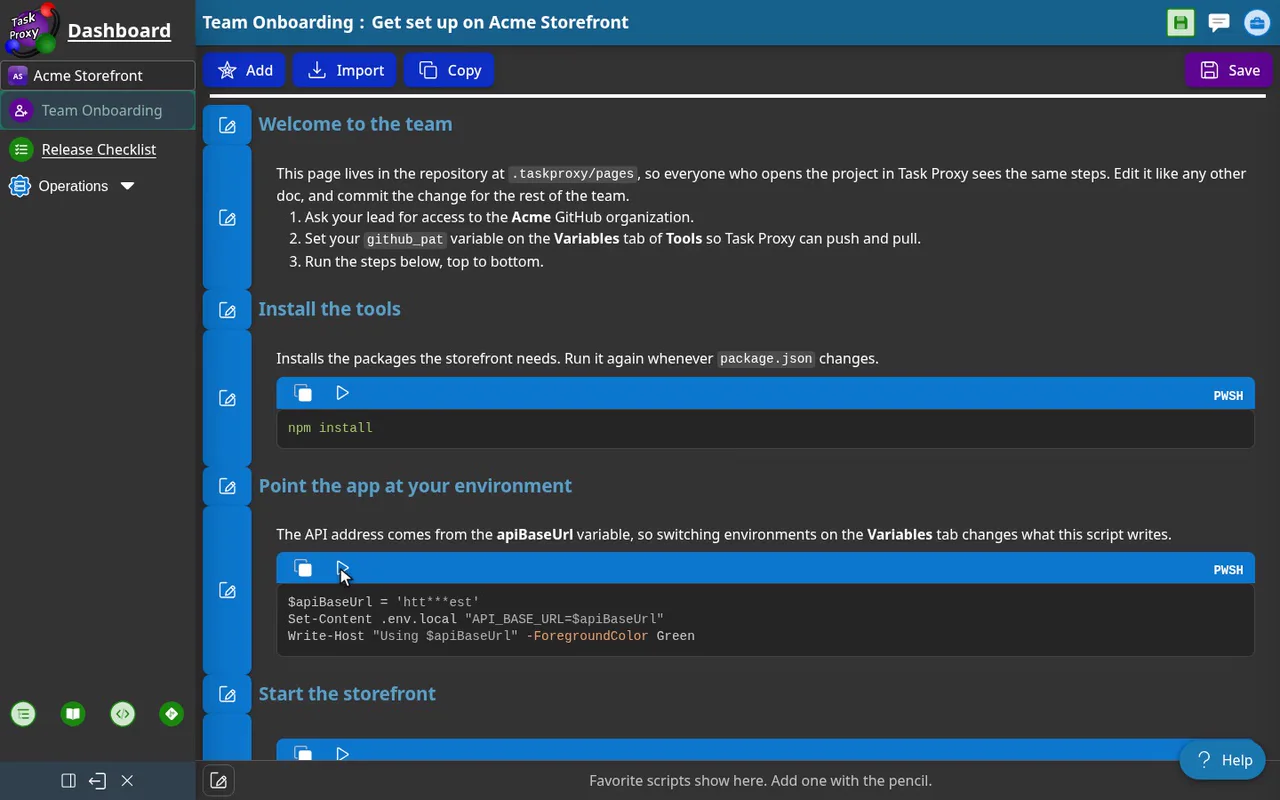 Task
Proxy
Dashboard
AS Acme Storefront
Team Onboarding
Release Checklist
Operations
Team Onboarding : Get set up on Acme Storefront
Add Import Copy Save
Welcome to the team
This page lives in the repository at .taskproxy/pages, so everyone who opens the project in Task Proxy sees the same steps. Edit it like any other
doc, and commit the change for the rest of the team.
1. Ask your lead for access to the Acme GitHub organization.
2. Set your github_pat variable on the Variables tab of Tools so Task Proxy can push and pull.
3. Run the steps below, top to bottom.
Install the tools
Installs the packages the storefront needs. Run it again whenever package.json changes.
PWSH
npm install
Point the app at your environment
The API address comes from the apiBaseUrl variable, so switching environments on the Variables tab changes what this script writes.
PWSH
$apiBaseUrl = 'htt***est'
Set-Content .env.local "API_BASE_URL=$apiBaseUrl"
Write-Host "Using $apiBaseUrl" -ForegroundColor Green
Start the storefront
Favorite scripts show here. Add one with the pencil.
? Help